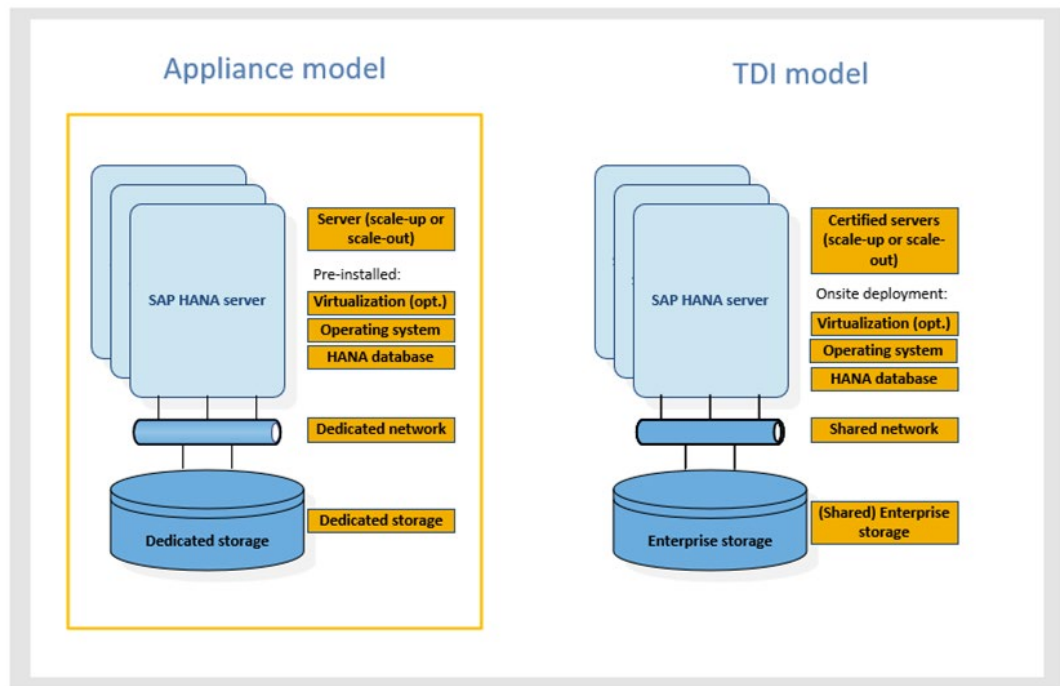 Appliance model
Server (scale-up or
scale-out)
Pre-installed:
SAP HANA server
Virtualization (opt.)
Operating system
HANA database
Dedicated network
Dedicated storage
Dedicated storage
TDI model
Certified servers
(scale-up or scale-
out)
Onsite deployment:
SAP HANA server
Virtualization (opt.)
Operating system
HANA database
Shared network
(Shared) Enterprise
storage
Enterprise storage